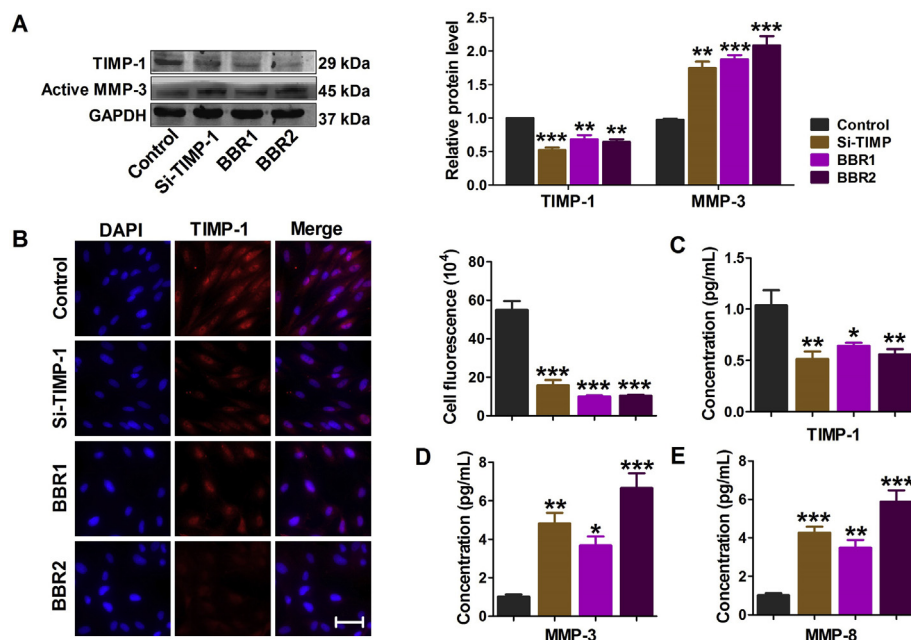 A
TIMP-1
29 kDa
Active MMP-3
45 kDa
GAPDH
37 kDa
Control
Si-TIMP-1
BBR1
BBR2
Relative protein level
2.5
2.0
1.5
1.0
0.5
0.0
***
**
**
**
***
***
TIMP-1
MMP-3
Control
Si-TIMP
BBR1
BBR2
B
DAPI
TIMP-1
Merge
Control
Si-TIMP-1
BBR1
BBR2
Cell fluorescence (10⁴)
80
60
40
20
0
***
***
***
C
Concentration (pg/mL)
1.5
1.0
0.5
0.0
**
*
**
TIMP-1
D
Concentration (pg/mL)
8
6
4
2
0
**
*
***
MMP-3
E
Concentration (pg/mL)
8
6
4
2
0
***
**
***
MMP-8